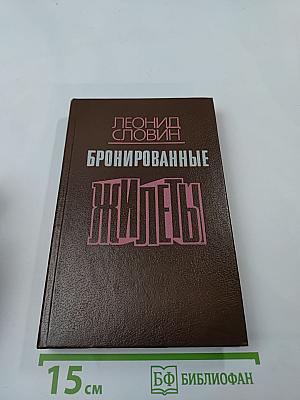 ЛЕОНИД
СЛОВИН
БРОНИРОВАННЫЕ
ЖИЛЕТЫ
15 см
БФ БИБЛИОФАН